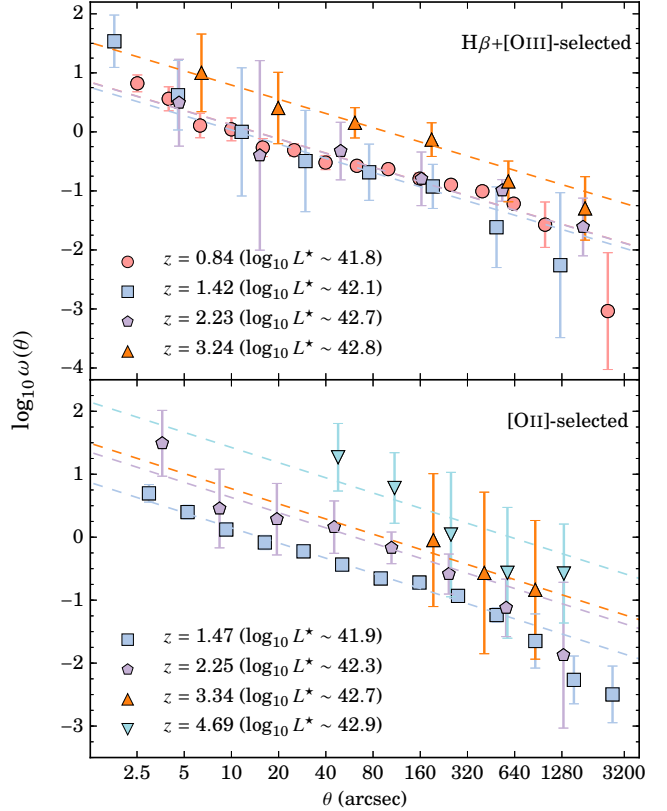 Hβ+[OIII]-selected
2
1
0
−1
−2
−3
−4
z = 0.84 (log₁₀ L★ ∼ 41.8)
z = 1.42 (log₁₀ L★ ∼ 42.1)
z = 2.23 (log₁₀ L★ ∼ 42.7)
z = 3.24 (log₁₀ L★ ∼ 42.8)
log₁₀ ω(θ)
[OII]-selected
2
1
0
−1
−2
−3
z = 1.47 (log₁₀ L★ ∼ 41.9)
z = 2.25 (log₁₀ L★ ∼ 42.3)
z = 3.34 (log₁₀ L★ ∼ 42.7)
z = 4.69 (log₁₀ L★ ∼ 42.9)
2.5 5 10 20 40 80 160 320 640 1280 3200
θ (arcsec)